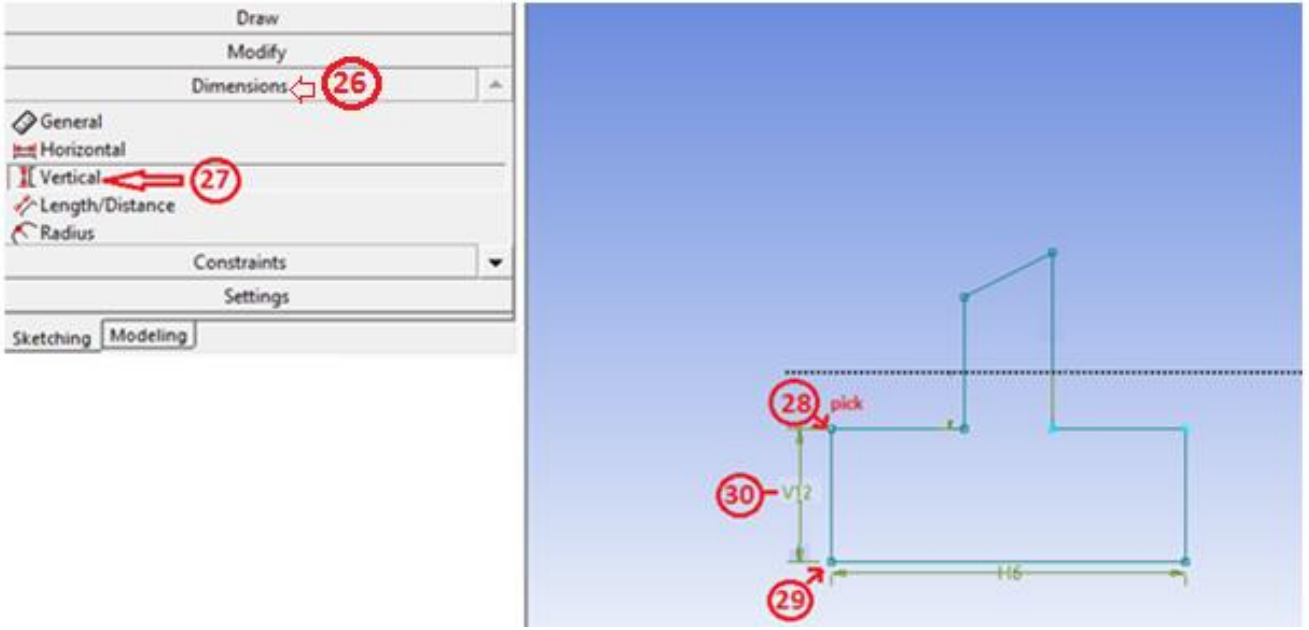 Draw
Modify
Dimensions 26
General
Horizontal
Vertical 27
Length/Distance
Radius
Constraints
Settings
Sketching Modeling
28 pick
30 V12
H6
29